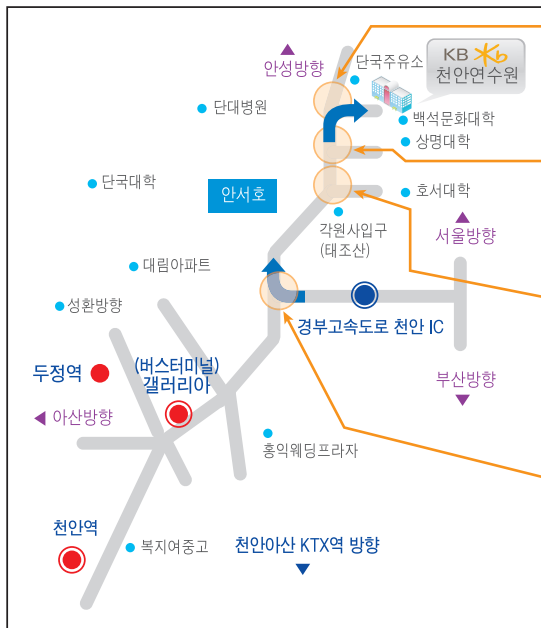 KB Kb
천안연수원
단국주유소
안성방향
단대병원
백석문화대학
상명대학
단국대학
안서호
호서대학
각원사입구
(태조산)
서울방향
대림아파트
성환방향
경부고속도로 천안 IC
두정역
(버스터미널)
갤러리아
부산방향
아산방향
홍익웨딩프라자
천안역
복지여중고
천안아산 KTX역 방향